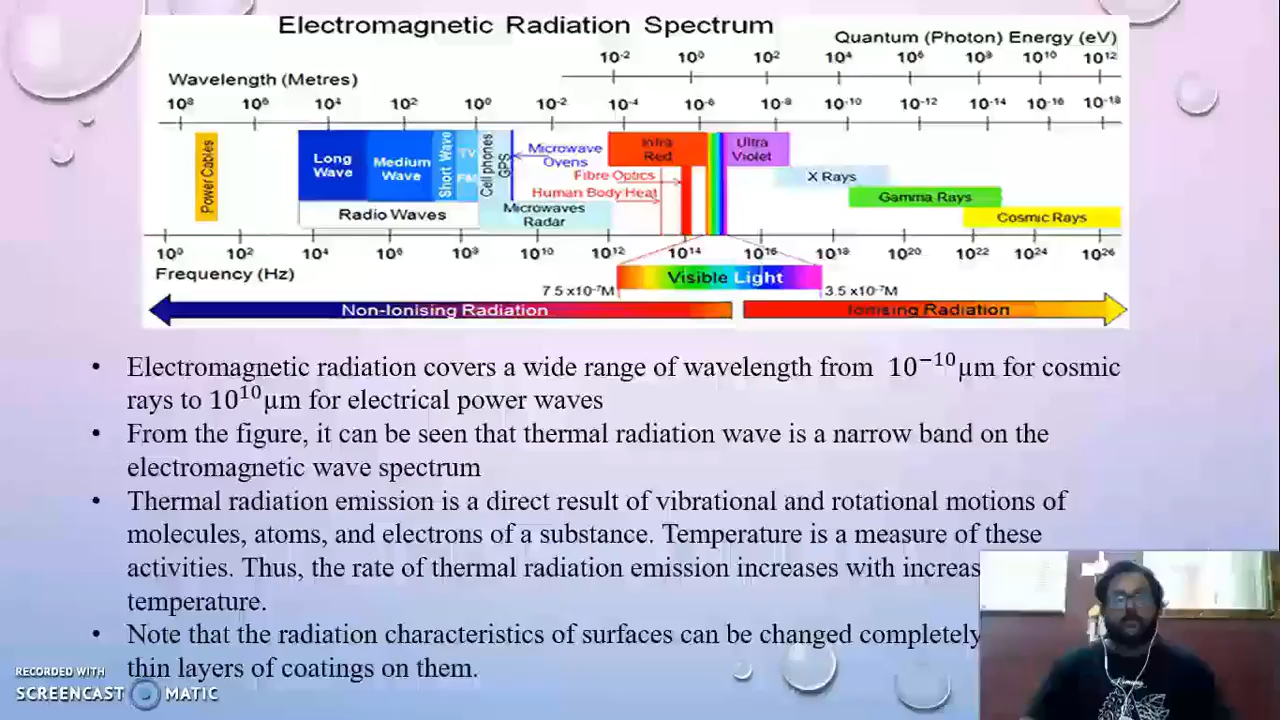 Electromagnetic Radiation Spectrum
Quantum (Photon) Energy (eV)
10⁻² 10⁰ 10² 10⁴ 10⁶ 10⁹ 10¹⁰ 10¹²
Wavelength (Metres)
10⁸ 10⁶ 10⁴ 10² 10⁰ 10⁻² 10⁻⁴ 10⁻⁶ 10⁻⁸ 10⁻¹⁰ 10⁻¹² 10⁻¹⁴ 10⁻¹⁶ 10⁻¹⁸
Power Cables
Long
Wave
Medium
Wave
Short Wave
TV
FM
Cell phones
GPS
Microwave
Ovens
Infra
Red
Ultra
Violet
Fibre Optics
Human Body Heat
X Rays
Gamma Rays
Cosmic Rays
Radio Waves
Microwaves
Radar
10⁰ 10² 10⁴ 10⁶ 10⁹ 10¹⁰ 10¹² 10¹⁴ 10¹⁶ 10¹⁸ 10²⁰ 10²² 10²⁴ 10²⁶
Frequency (Hz)
Visible Light
7.5 x10⁻⁷M
3.5 x10⁻⁷M
Non-Ionising Radiation
Ionising Radiation
• Electromagnetic radiation covers a wide range of wavelength from 10⁻¹⁰µm for cosmic
rays to 10¹⁰µm for electrical power waves
• From the figure, it can be seen that thermal radiation wave is a narrow band on the
electromagnetic wave spectrum
• Thermal radiation emission is a direct result of vibrational and rotational motions of
molecules, atoms, and electrons of a substance. Temperature is a measure of these
activities. Thus, the rate of thermal radiation emission increases with increas
temperature.
• Note that the radiation characteristics of surfaces can be changed completely
thin layers of coatings on them.
RECORDED WITH
SCREENCAST MATIC